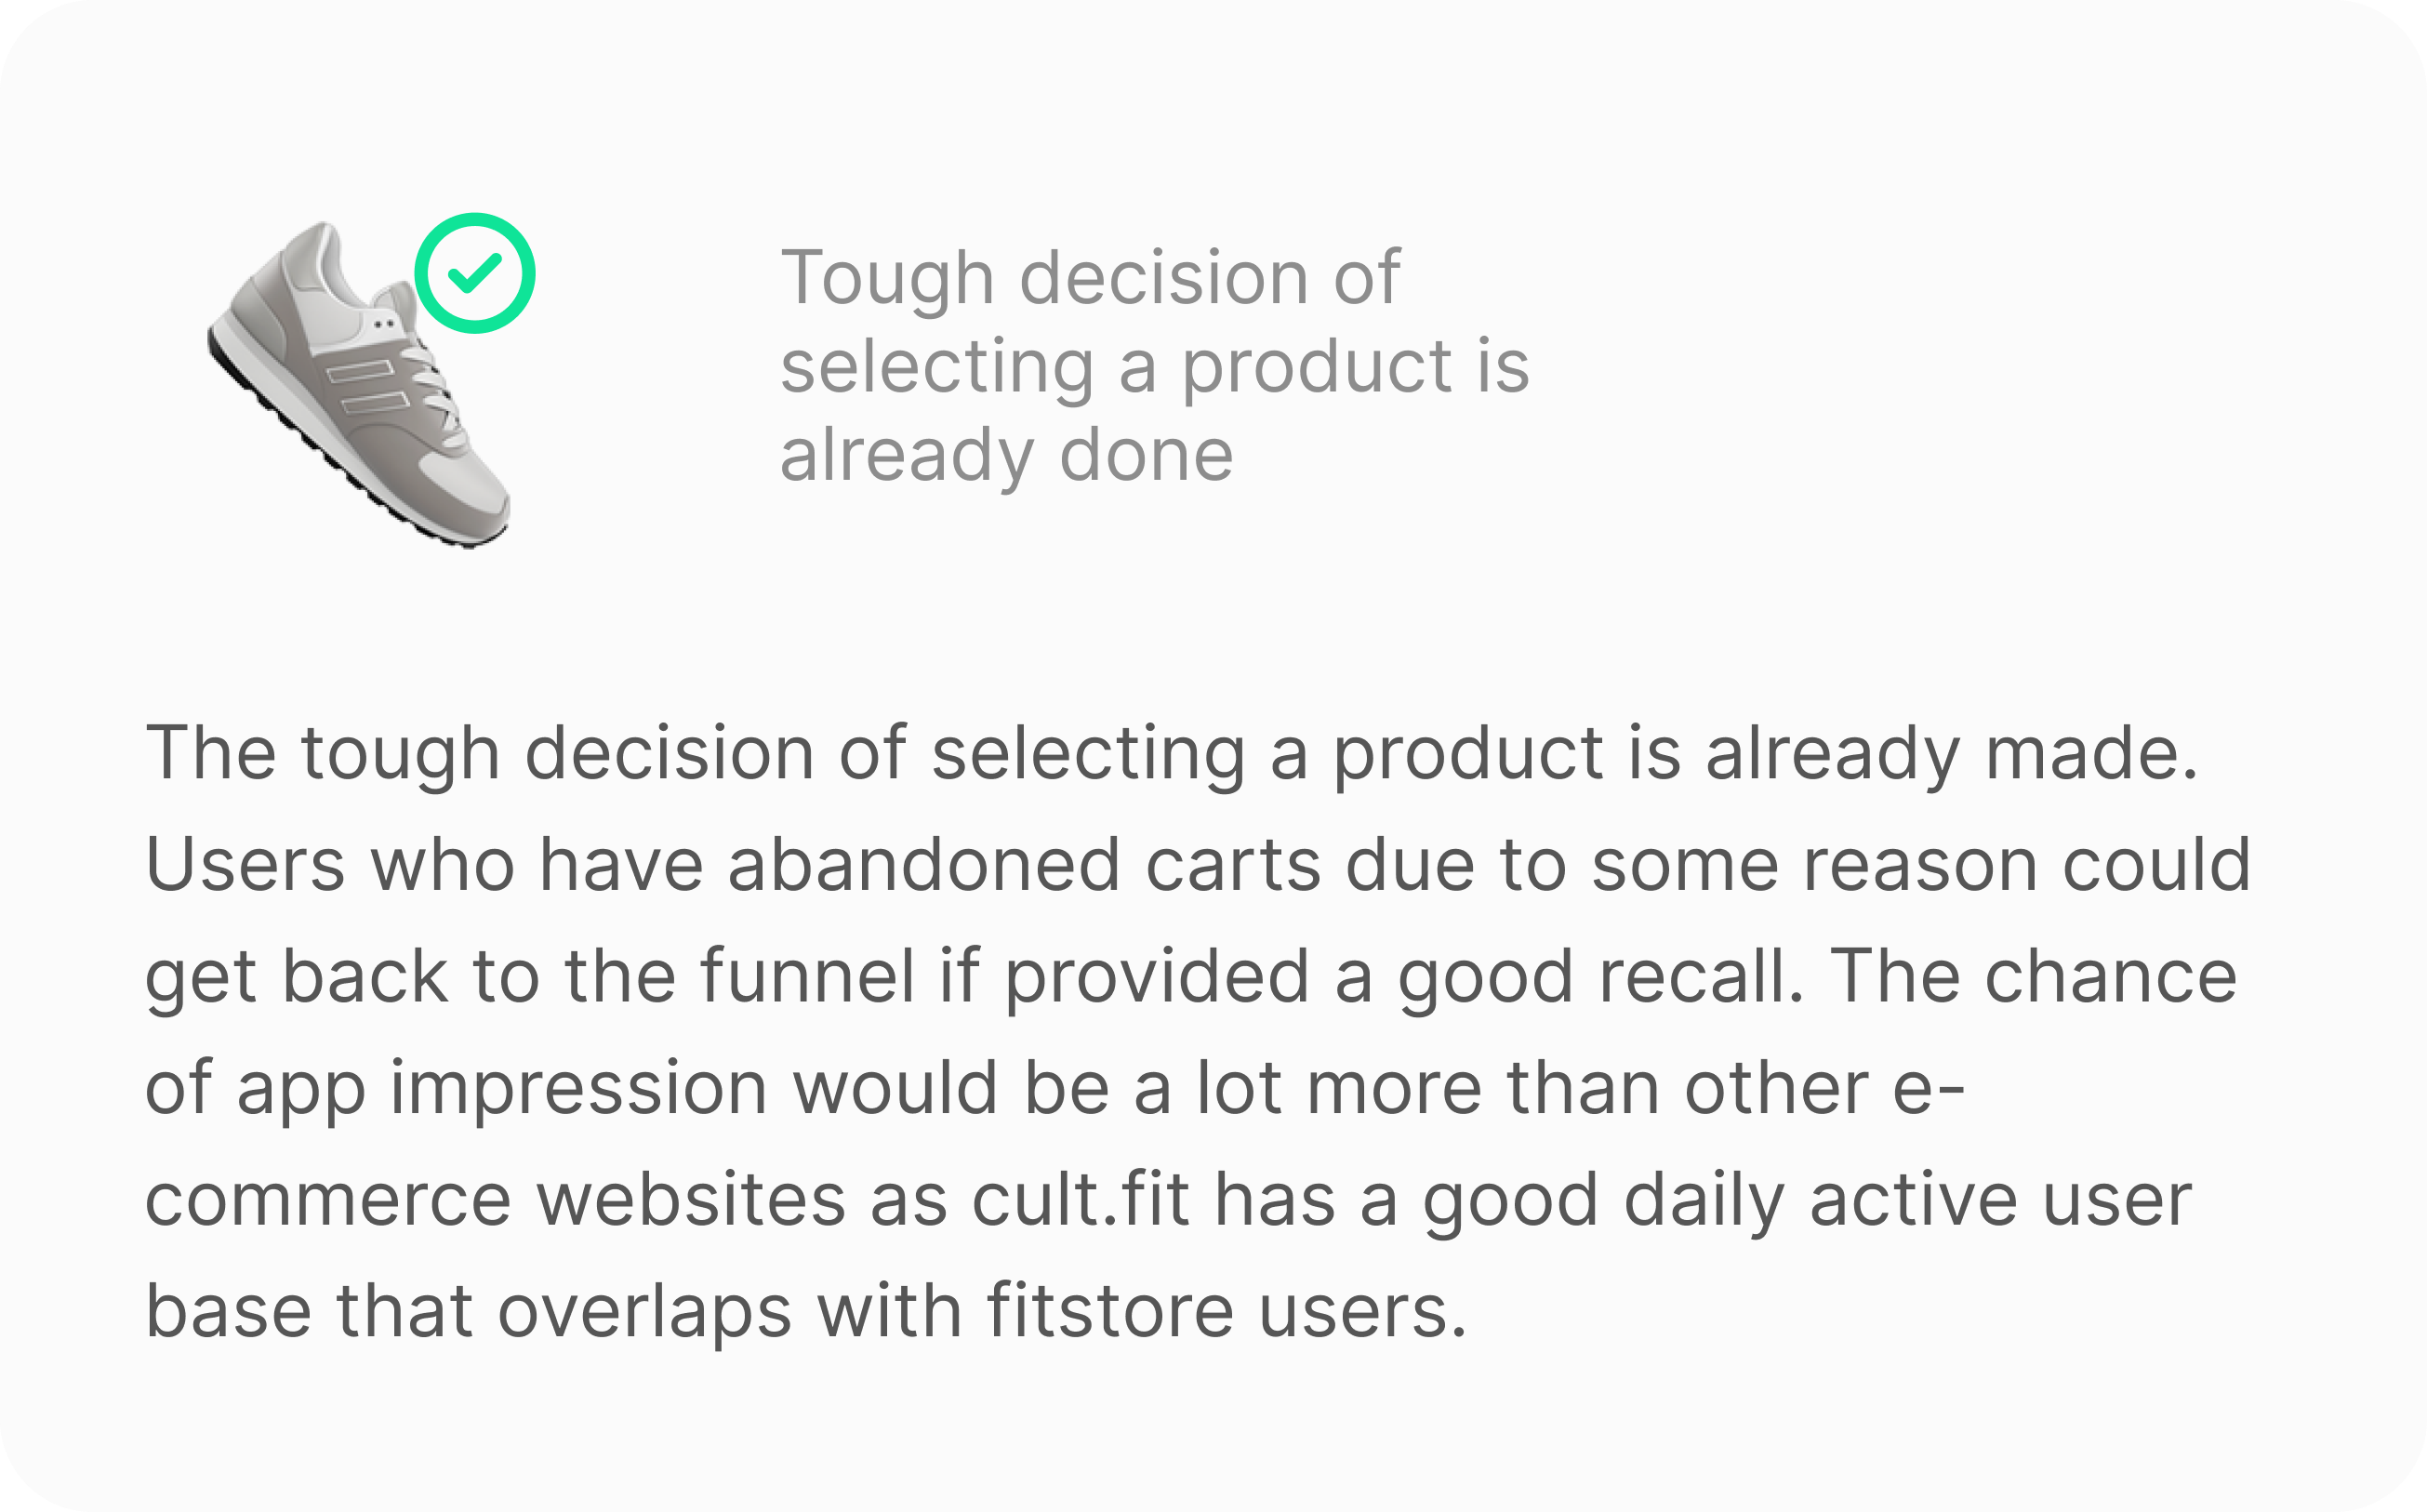 Tough decision of
selecting a product is
already done
The tough decision of selecting a product is already made.
Users who have abandoned carts due to some reason could
get back to the funnel if provided a good recall. The chance
of app impression would be a lot more than other e-
commerce websites as cult.fit has a good daily active user
base that overlaps with fitstore users.